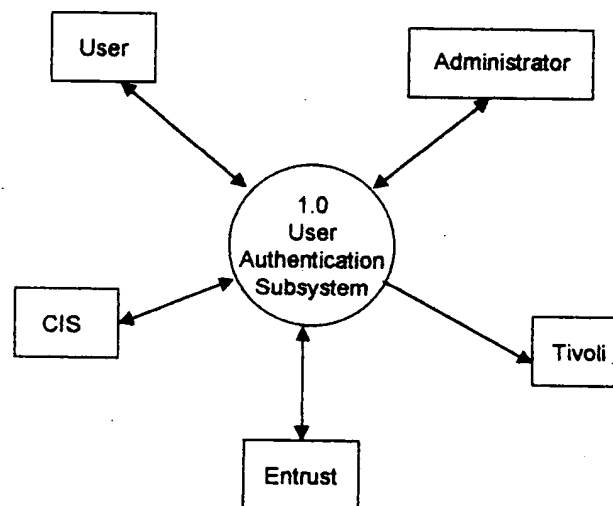 User
Administrator
1.0
User
Authentication
Subsystem
CIS
Tivoli
Entrust